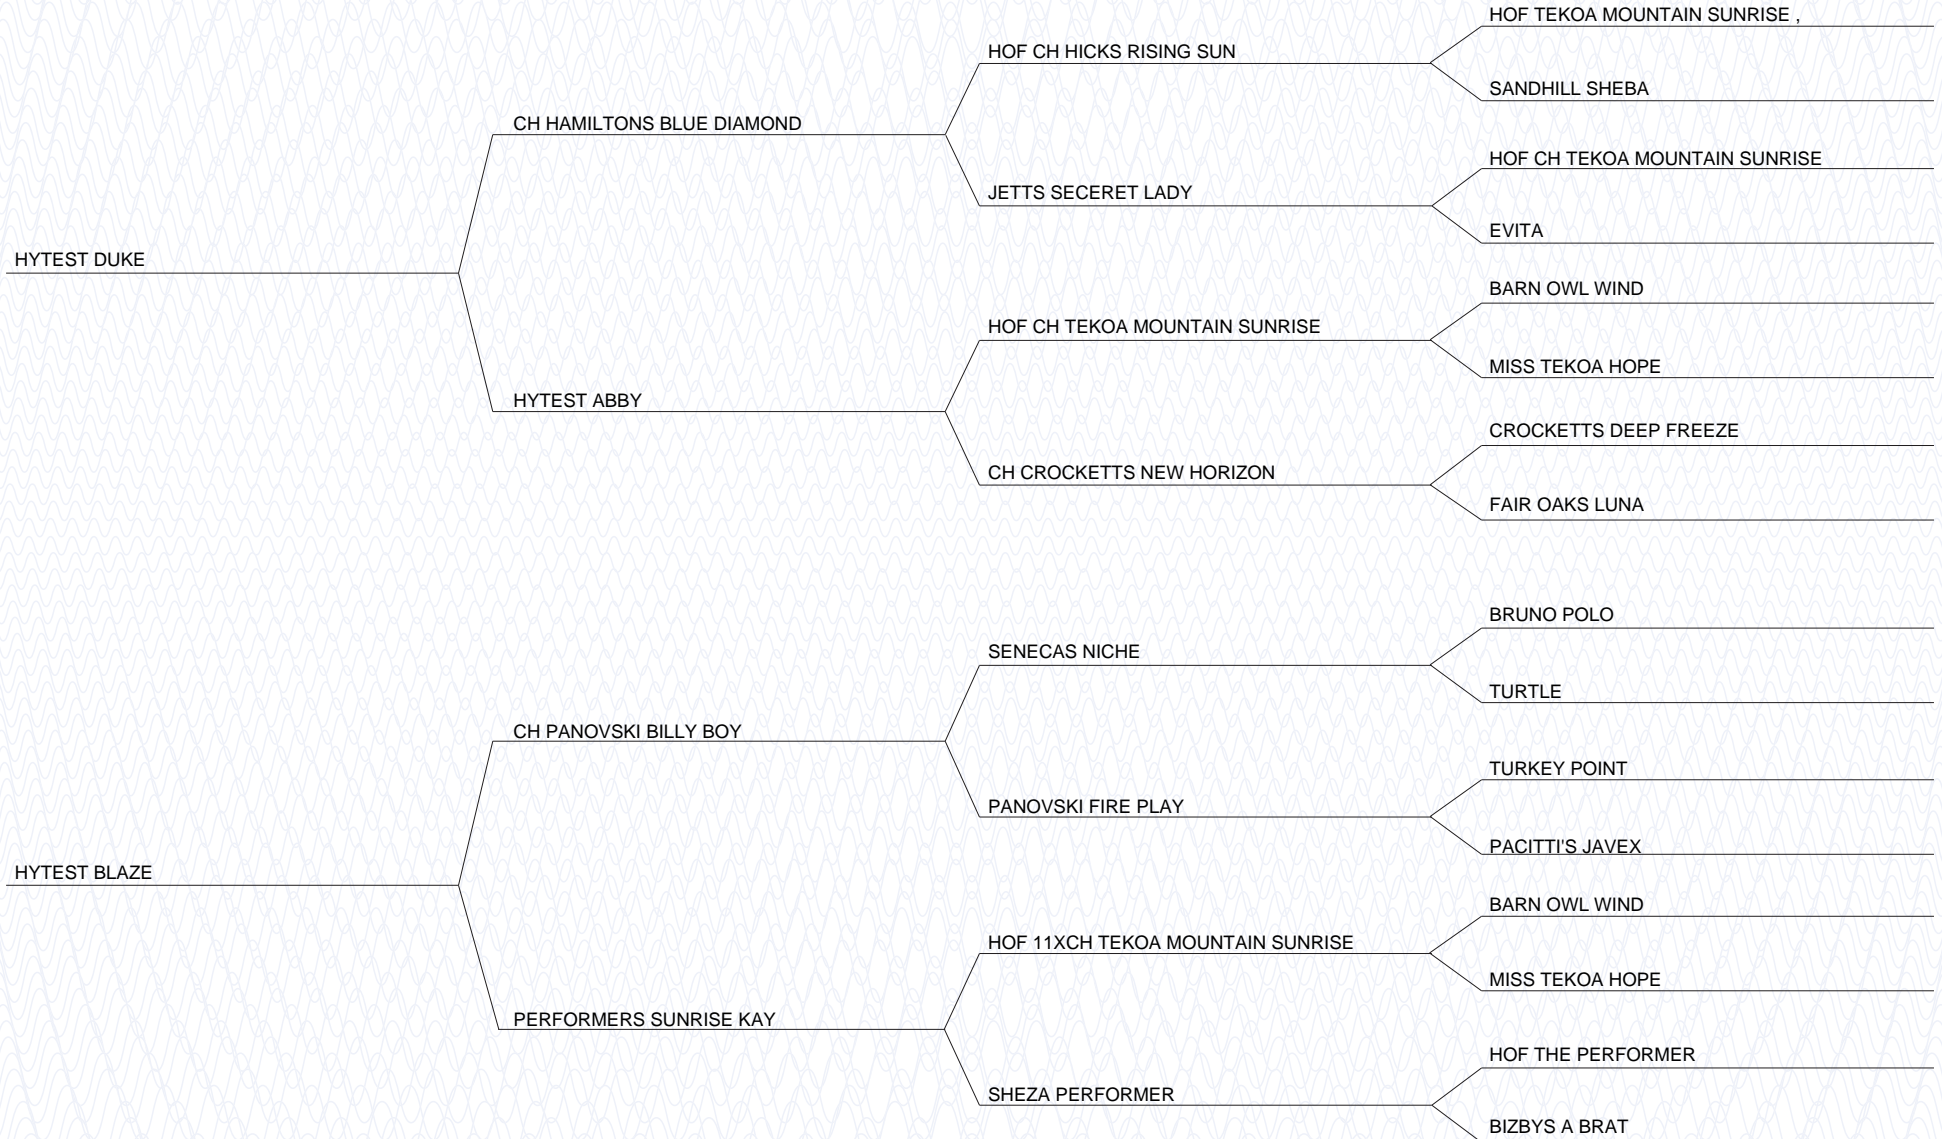 HOF TEKOA MOUNTAIN SUNRISE ,
HOF CH HICKS RISING SUN
SANDHILL SHEBA
CH HAMILTONS BLUE DIAMOND
HOF CH TEKOA MOUNTAIN SUNRISE
JETTS SECERET LADY
EVITA
HYTEST DUKE
BARN OWL WIND
HOF CH TEKOA MOUNTAIN SUNRISE
MISS TEKOA HOPE
HYTEST ABBY
CROCKETTS DEEP FREEZE
CH CROCKETTS NEW HORIZON
FAIR OAKS LUNA
BRUNO POLO
SENECAS NICHE
TURTLE
CH PANOVSKI BILLY BOY
TURKEY POINT
PANOVSKI FIRE PLAY
PACITTI'S JAVEX
HYTEST BLAZE
BARN OWL WIND
HOF 11XCH TEKOA MOUNTAIN SUNRISE
MISS TEKOA HOPE
PERFORMERS SUNRISE KAY
HOF THE PERFORMER
SHEZA PERFORMER
BIZBYS A BRAT